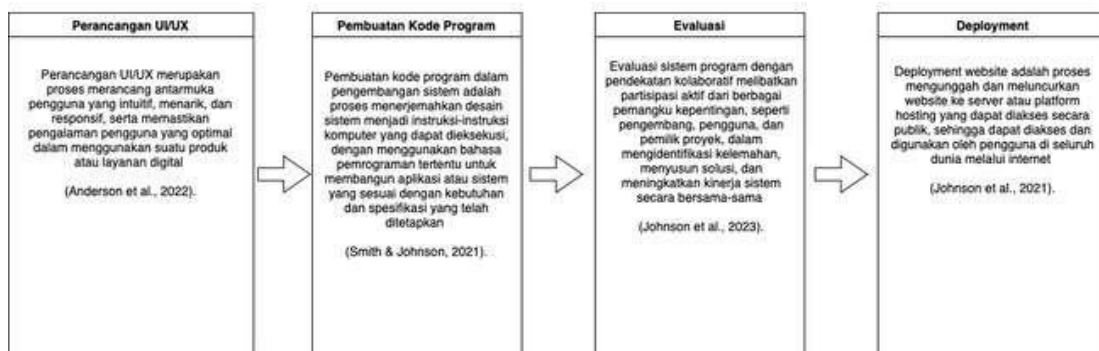 Perancangan UI/UX
Perancangan UI/UX merupakan
proses merancang antarmuka
pengguna yang intuitif, menarik, dan
responsif, serta memastikan
pengalaman pengguna yang optimal
dalam menggunakan suatu produk
atau layanan digital
(Anderson et al., 2022).
Pembuatan Kode Program
Pembuatan kode program dalam
pengembangan sistem adalah
proses menerjemahkan desain
sistem menjadi instruksi-instruksi
komputer yang dapat dieksekusi,
dengan menggunakan bahasa
pemrograman tertentu untuk
membangun aplikasi atau sistem
yang sesuai dengan kebutuhan
dan spesifikasi yang telah
ditetapkan
(Smith & Johnson, 2021).
Evaluasi
Evaluasi sistem program dengan
pendekatan kolaboratif melibatkan
partisipasi aktif dari berbagai
pemangku kepentingan, seperti
pengembang, pengguna, dan
pemilik proyek, dalam
mengidentifikasi kelemahan,
menyusun solusi, dan
meningkatkan kinerja sistem
secara bersama-sama
(Johnson et al., 2023).
Deployment
Deployment website adalah proses
mengunggah dan meluncurkan
website ke server atau platform
hosting yang dapat diakses secara
publik, sehingga dapat diakses dan
digunakan oleh pengguna di seluruh
dunia melalui internet
(Johnson et al., 2021).